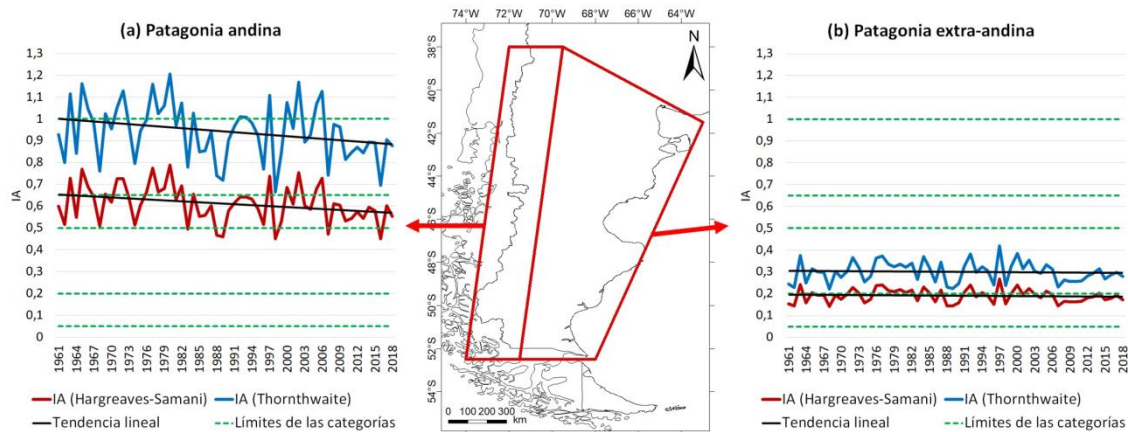 (a) Patagonia andina
IA
1,3
1,2
1,1
1
0,9
0,8
0,7
0,6
0,5
0,4
0,3
0,2
0,1
0
1961
1964
1967
1970
1973
1976
1979
1982
1985
1988
1991
1994
1997
2000
2003
2006
2009
2012
2015
2018
IA (Hargreaves-Samani)
IA (Thornthwaite)
Tendencia lineal
Límites de las categorías
74°W
72°W
70°W
68°W
66°W
64°W
38°S
40°S
42°S
44°S
46°S
48°S
50°S
52°S
54°S
N
0 100 200 300
km
(b) Patagonia extra-andina
IA
1,3
1,2
1,1
1
0,9
0,8
0,7
0,6
0,5
0,4
0,3
0,2
0,1
0
1961
1964
1967
1970
1973
1976
1979
1982
1985
1988
1991
1994
1997
2000
2003
2006
2009
2012
2015
2018
IA (Hargreaves-Samani)
IA (Thornthwaite)
Tendencia lineal
Límites de las categorías